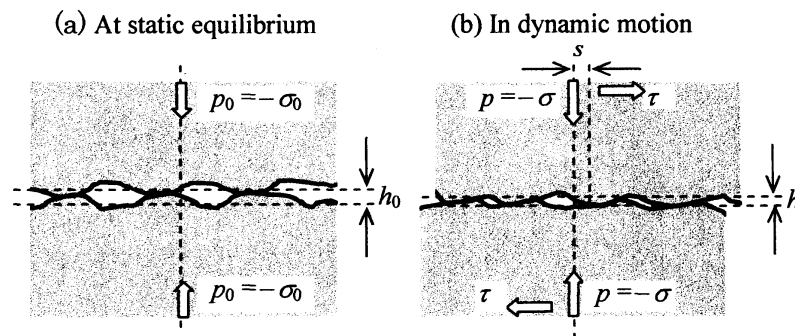 (a) At static equilibrium
(b) In dynamic motion
s
p₀ =−σ₀
p=−σ
τ
h₀
h
p₀ =−σ₀
τ
p=−σ